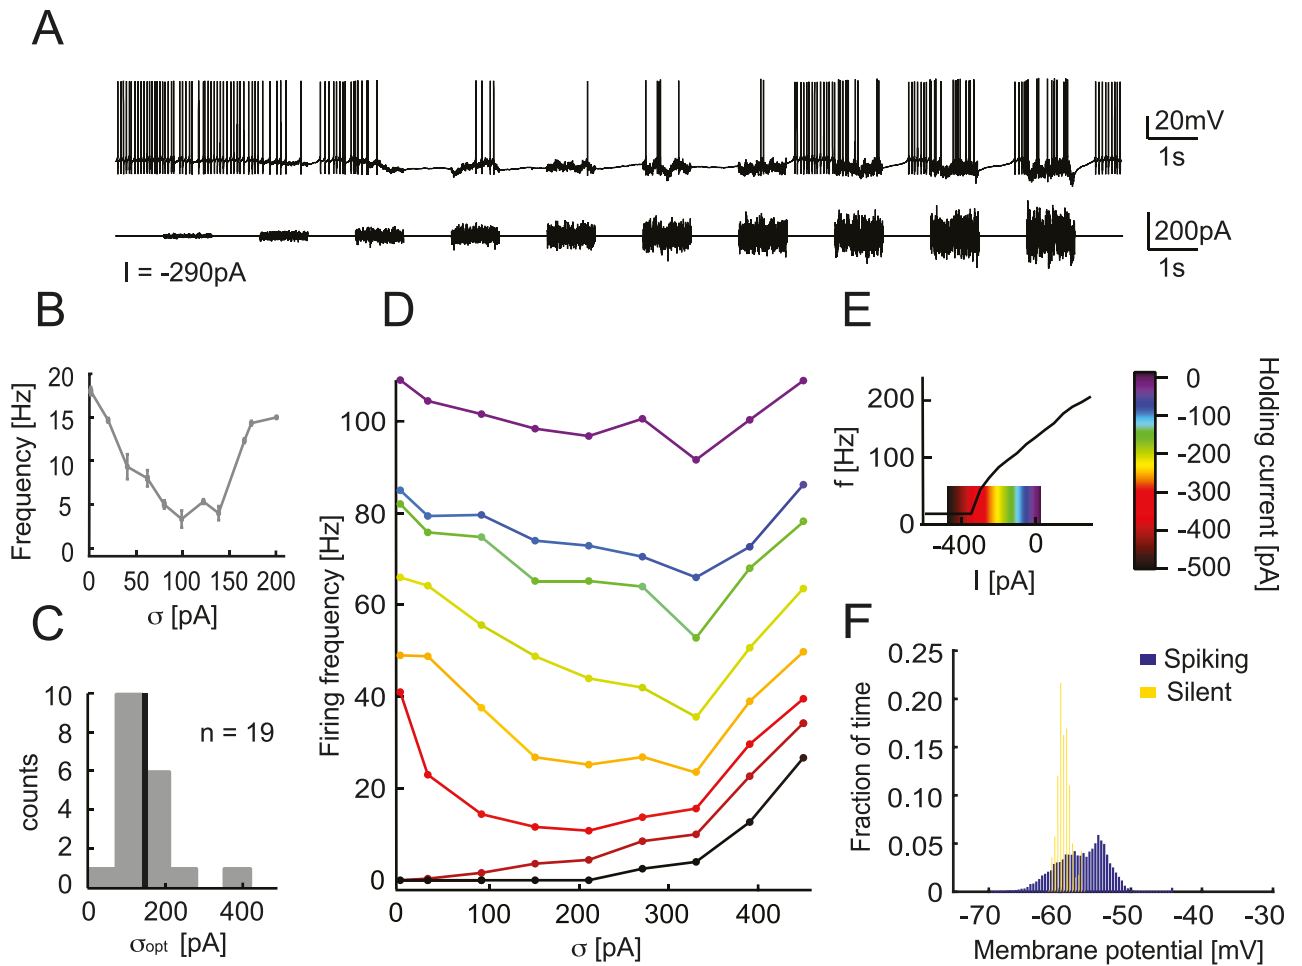 A
20mV
1s
200pA
1s
I = -290pA
B
Frequency [Hz]
20
15
10
5
0
0 50 100 150 200
σ [pA]
C
counts
10
8
6
4
2
0
n = 19
0 200 400
σopt [pA]
D
Firing frequency [Hz]
100
80
60
40
20
0
0 100 200 300 400
σ [pA]
E
f [Hz]
200
100
0
-400 0
I [pA]
0
-100
-200
-300
-400
-500
Holding current [pA]
F
Fraction of time
0.25
0.20
0.15
0.10
0.05
0
Spiking
Silent
-70 -60 -50 -40 -30
Membrane potential [mV]